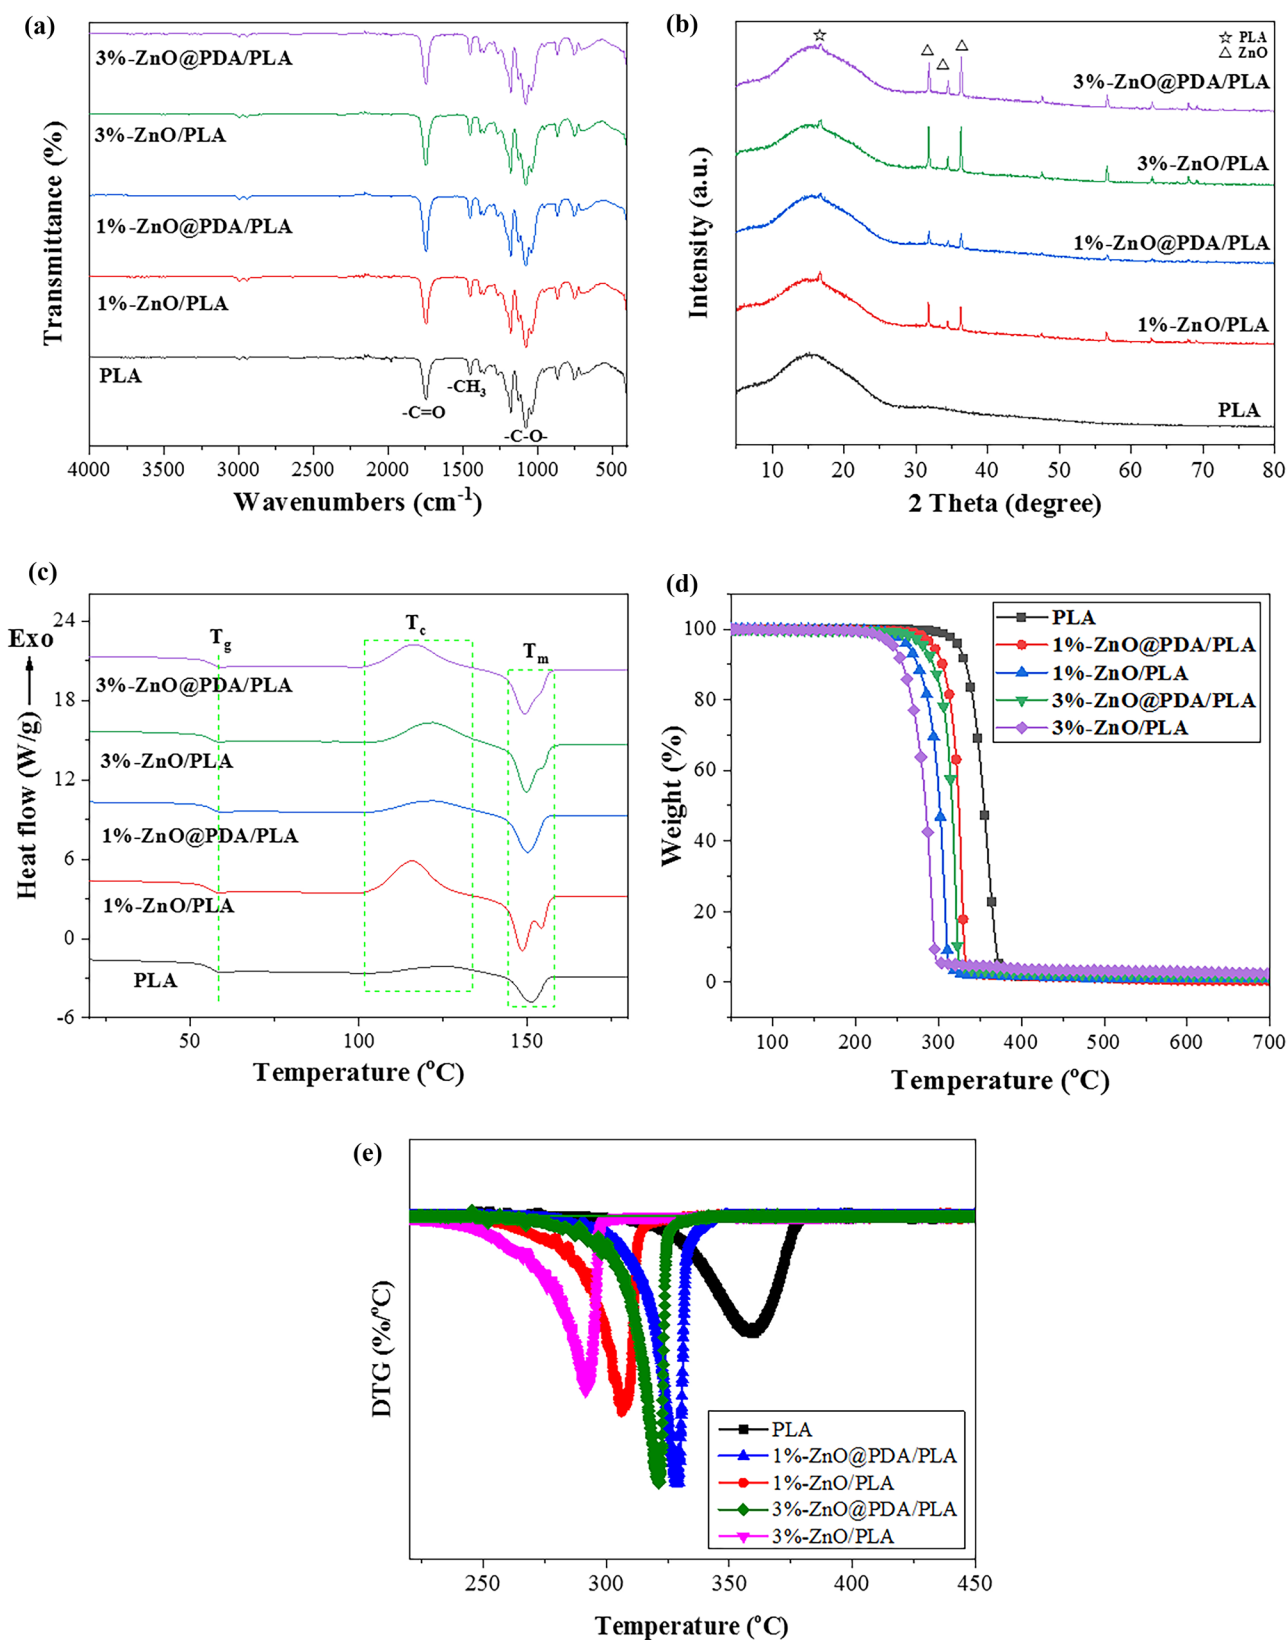 (a)
3%-ZnO@PDA/PLA
3%-ZnO/PLA
1%-ZnO@PDA/PLA
1%-ZnO/PLA
PLA
-C=O
-CH3
-C-O-
Transmittance (%)
4000 3500 3000 2500 2000 1500 1000 500
Wavenumbers (cm-1)
(b)
PLA
ZnO
3%-ZnO@PDA/PLA
3%-ZnO/PLA
1%-ZnO@PDA/PLA
1%-ZnO/PLA
PLA
Intensity (a.u.)
10 20 30 40 50 60 70 80
2 Theta (degree)
(c)
Exo
Heat flow (W/g)
24
18
12
6
0
-6
Tg
Tc
Tm
3%-ZnO@PDA/PLA
3%-ZnO/PLA
1%-ZnO@PDA/PLA
1%-ZnO/PLA
PLA
50 100 150
Temperature (oC)
(d)
Weight (%)
100
80
60
40
20
0
PLA
1%-ZnO@PDA/PLA
1%-ZnO/PLA
3%-ZnO@PDA/PLA
3%-ZnO/PLA
100 200 300 400 500 600 700
Temperature (oC)
(e)
DTG (%/oC)
PLA
1%-ZnO@PDA/PLA
1%-ZnO/PLA
3%-ZnO@PDA/PLA
3%-ZnO/PLA
250 300 350 400 450
Temperature (oC)